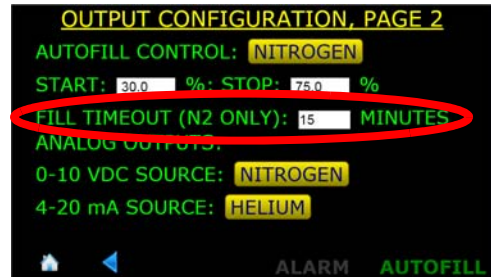 OUTPUT CONFIGURATION, PAGE 2
AUTOFILL CONTROL: NITROGEN
START: 30.0 %; STOP: 75.0 %
FILL TIMEOUT (N2 ONLY): 15 MINUTES
ANALOG OUTPUTS:
0-10 VDC SOURCE: NITROGEN
4-20 mA SOURCE: HELIUM
ALARM AUTOFILL